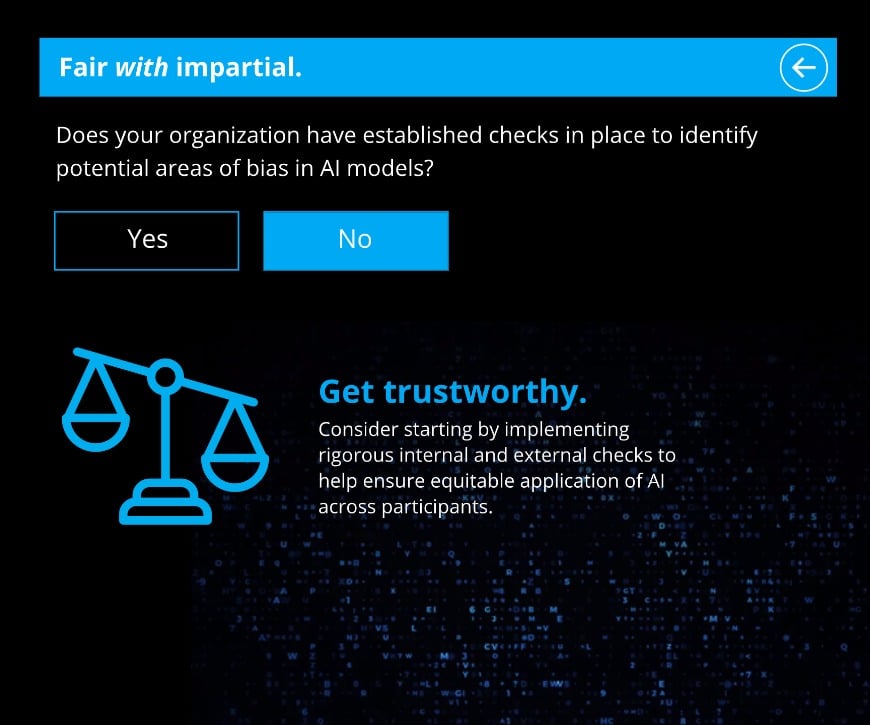 Fair with impartial.
Does your organization have established checks in place to identify
potential areas of bias in AI models?
Yes
No
Get trustworthy.
Consider starting by implementing
rigorous internal and external checks to
help ensure equitable application of AI
across participants.